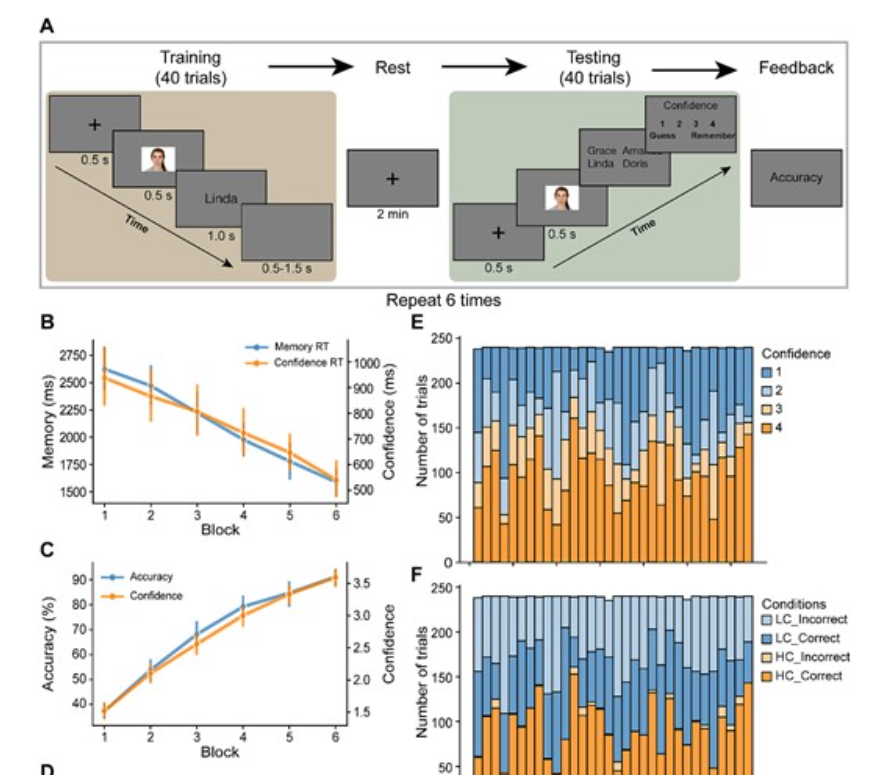 A
Training
(40 trials)
Rest
Testing
(40 trials)
Feedback
+
0.5 s
0.5 s
Linda
1.0 s
0.5-1.5 s
Time
+
2 min
+
0.5 s
0.5 s
Grace
Linda Doris
Confidence
1 2 3 4
Guess Remember
Time
Accuracy
Repeat 6 times
B
Memory RT
Confidence RT
Memory (ms)
2750
2500
2250
2000
1750
1500
1000
900
800
700
600
500
Confidence (ms)
1 2 3 4 5 6
Block
C
Accuracy
Confidence
Accuracy (%)
90
80
70
60
50
40
3.5
3.0
2.5
2.0
1.5
Confidence
1 2 3 4 5 6
Block
D
E
Number of trials
250
200
150
100
50
0
Confidence
1
2
3
4
F
Number of trials
250
200
150
100
50
Conditions
LC_Incorrect
LC_Correct
HC_Incorrect
HC_Correct